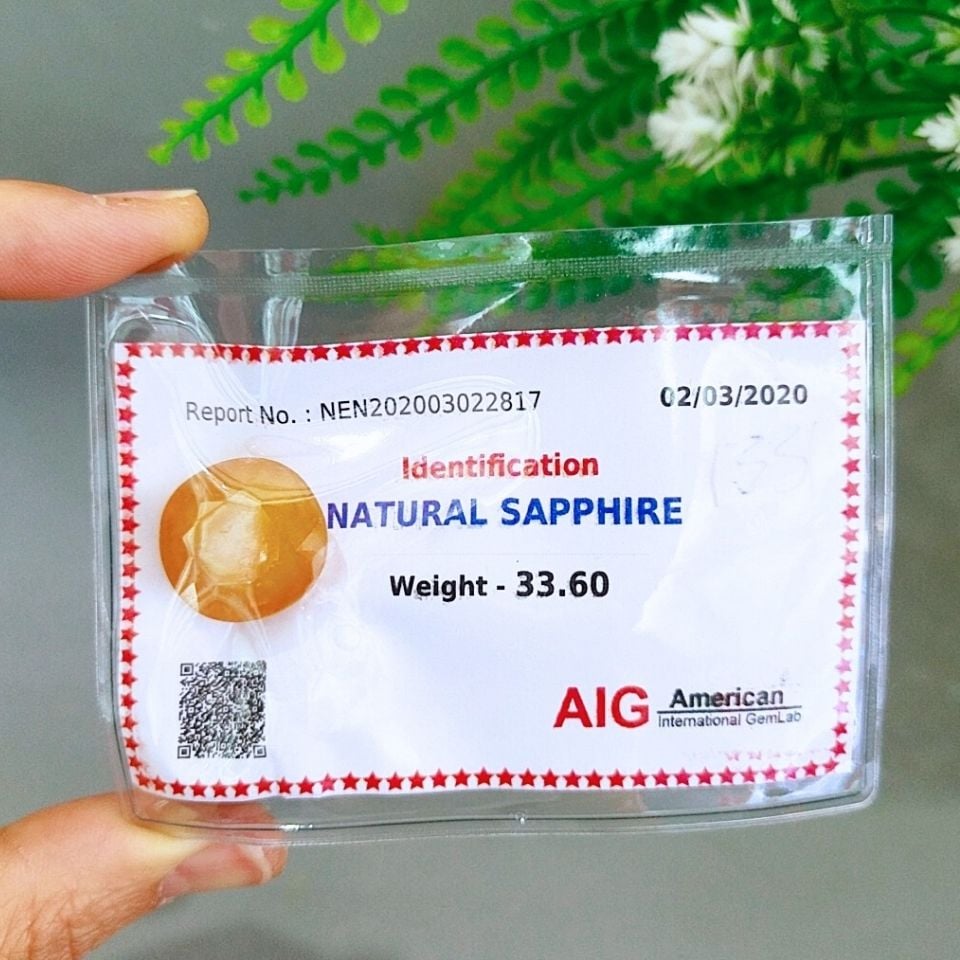 Report No. : NEN202003022817
02/03/2020
Identification
NATURAL SAPPHIRE
Weight - 33.60
AIG American
International GemLab